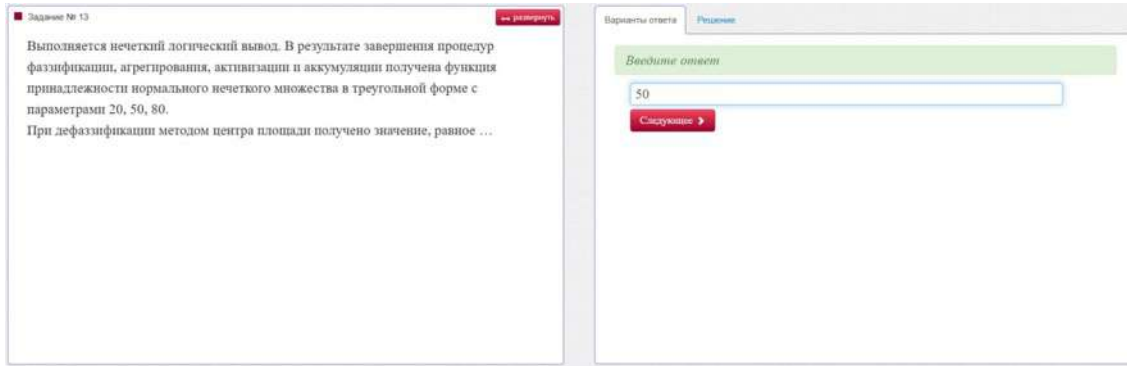 Задание № 13
развернуть
Выполняется нечеткий логический вывод. В результате завершения процедур
фаззификации, агрегирования, активизации и аккумуляции получена функция
принадлежности нормального нечеткого множества в треугольной форме с
параметрами 20, 50, 80.
При дефаззификации методом центра площади получено значение, равное …
Варианты ответа
Решение
Введите ответ
50
Следующее